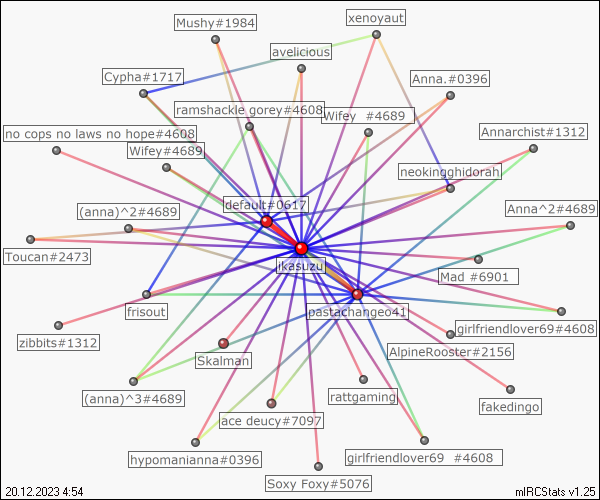 xenoyaut
Mushy#1984
avelicious
Cypha#1717
Anna.#0396
ramshackle gorey#4608
Wifey  #4689
no cops no laws no hope#4608
Annarchist#1312
Wifey#4689
neokingghidorah
default#0617
(anna)^2#4689
Anna^2#4689
Toucan#2473
jkasuzu
Mad #6901
frisout
pastachangeo41
girlfriendlover69#4608
zibbits#1312
AlpineRooster#2156
Skalman
(anna)^3#4689
rattgaming
fakedingo
ace deucy#7097
hypomanianna#0396
girlfriendlover69  #4608
Soxy Foxy#5076
20.12.2023 4:54
mIRCStats v1.25